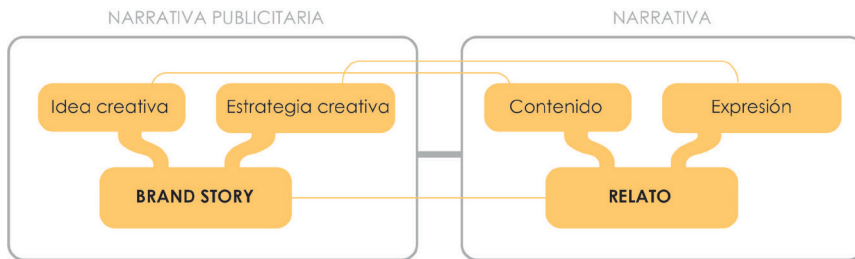 NARRATIVA PUBLICITARIA
NARRATIVA
Idea creativa
Estrategia creativa
Contenido
Expresión
BRAND STORY
RELATO